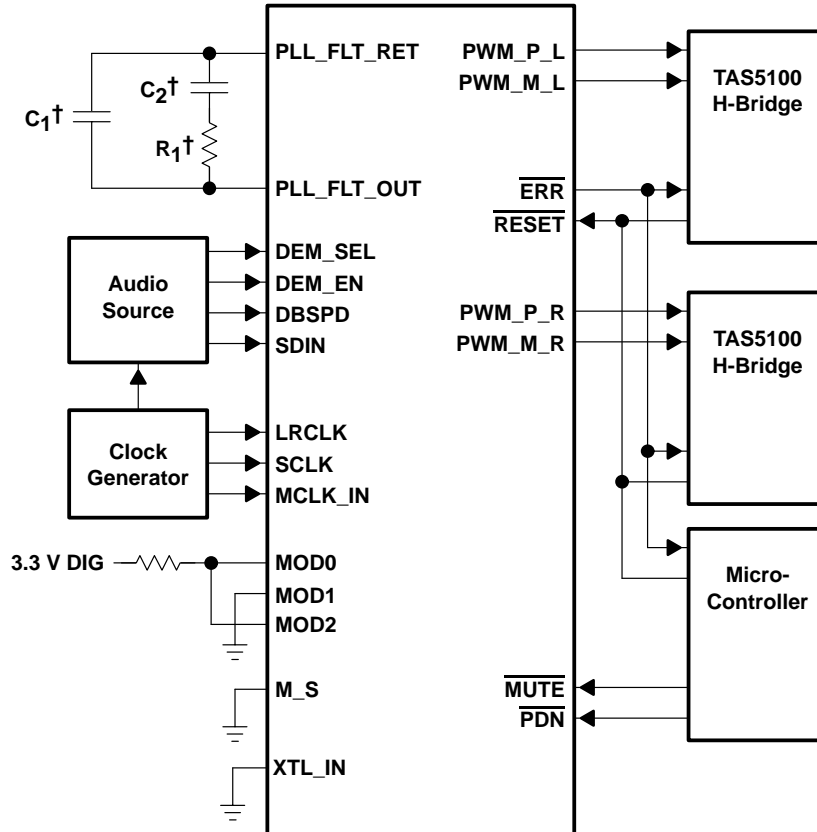 PLL_FLT_RET
C2†
C1†
R1†
PLL_FLT_OUT
Audio
Source
DEM_SEL
DEM_EN
DBSPD
SDIN
Clock
Generator
LRCLK
SCLK
MCLK_IN
3.3 V DIG
MOD0
MOD1
MOD2
M_S
XTL_IN
PWM_P_L
PWM_M_L
TAS5100
H-Bridge
ERR
RESET
PWM_P_R
PWM_M_R
TAS5100
H-Bridge
Micro-
Controller
MUTE
PDN